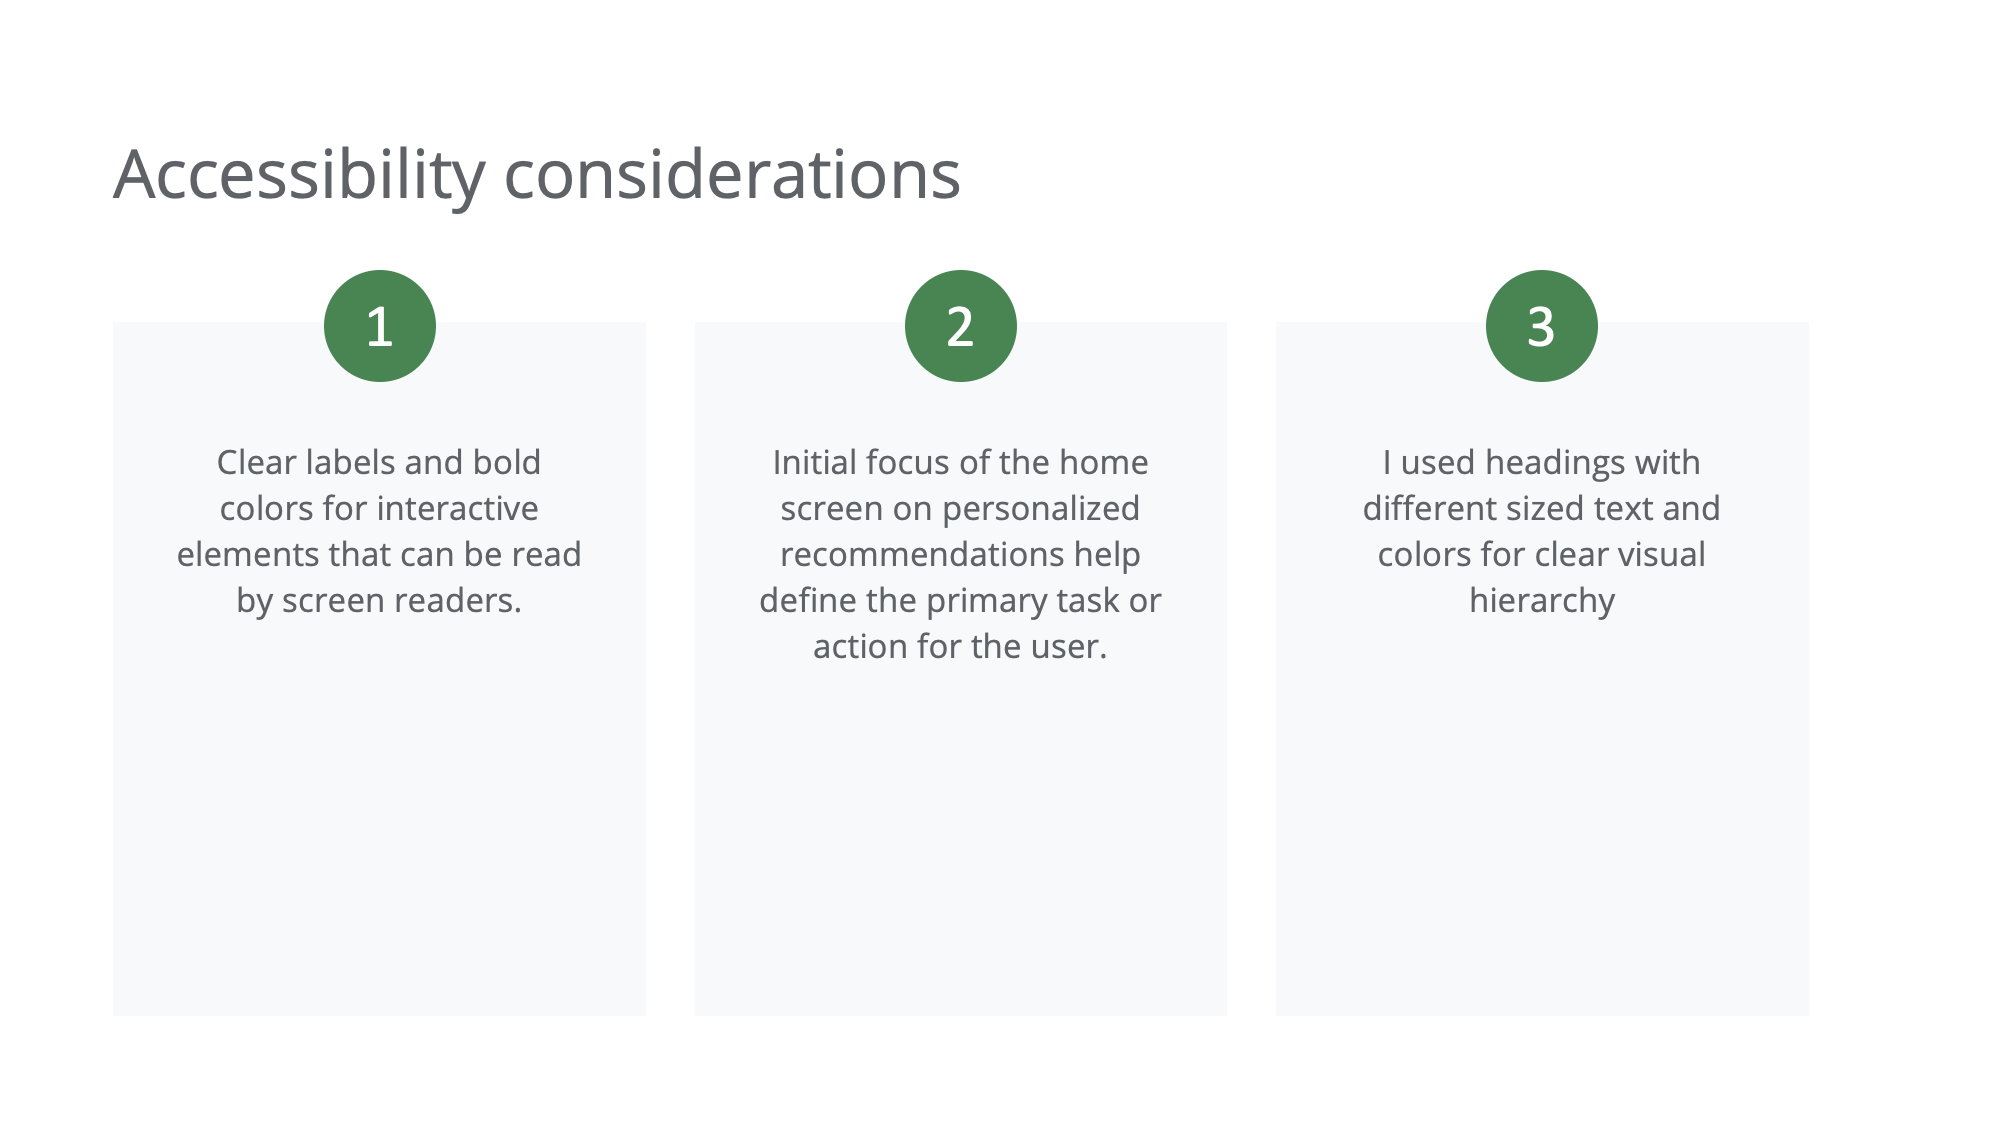 Accessibility considerations
1
Clear labels and bold
colors for interactive
elements that can be read
by screen readers.
2
Initial focus of the home
screen on personalized
recommendations help
define the primary task or
action for the user.
3
I used headings with
different sized text and
colors for clear visual
hierarchy